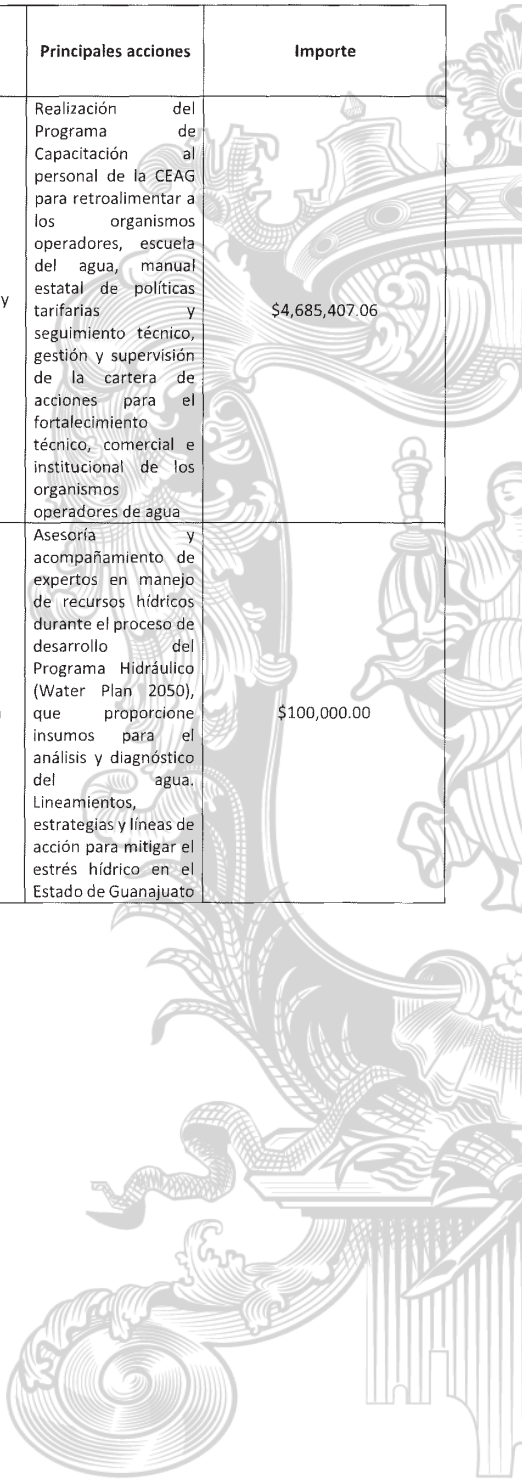 Principales acciones
Importe
Realización del
Programa de
Capacitación al
personal de la CEAG
para retroalimentar a
los organismos
operadores, escuela
del agua, manual
estatal de políticas
y
tarifarias y
$4,685,407.06
seguimiento técnico,
gestión y supervisión
de la cartera de
acciones para el
fortalecimiento
técnico, comercial e
institucional de los
organismos
operadores de agua
Asesoría y
acompañamiento de
expertos en manejo
de recursos hídricos
durante el proceso de
desarrollo del
Programa Hidráulico
(Water Plan 2050),
que proporcione
$100,000.00
insumos para el
análisis y diagnóstico
del agua.
Lineamientos,
estrategias y líneas de
acción para mitigar el
estrés hídrico en el
Estado de Guanajuato